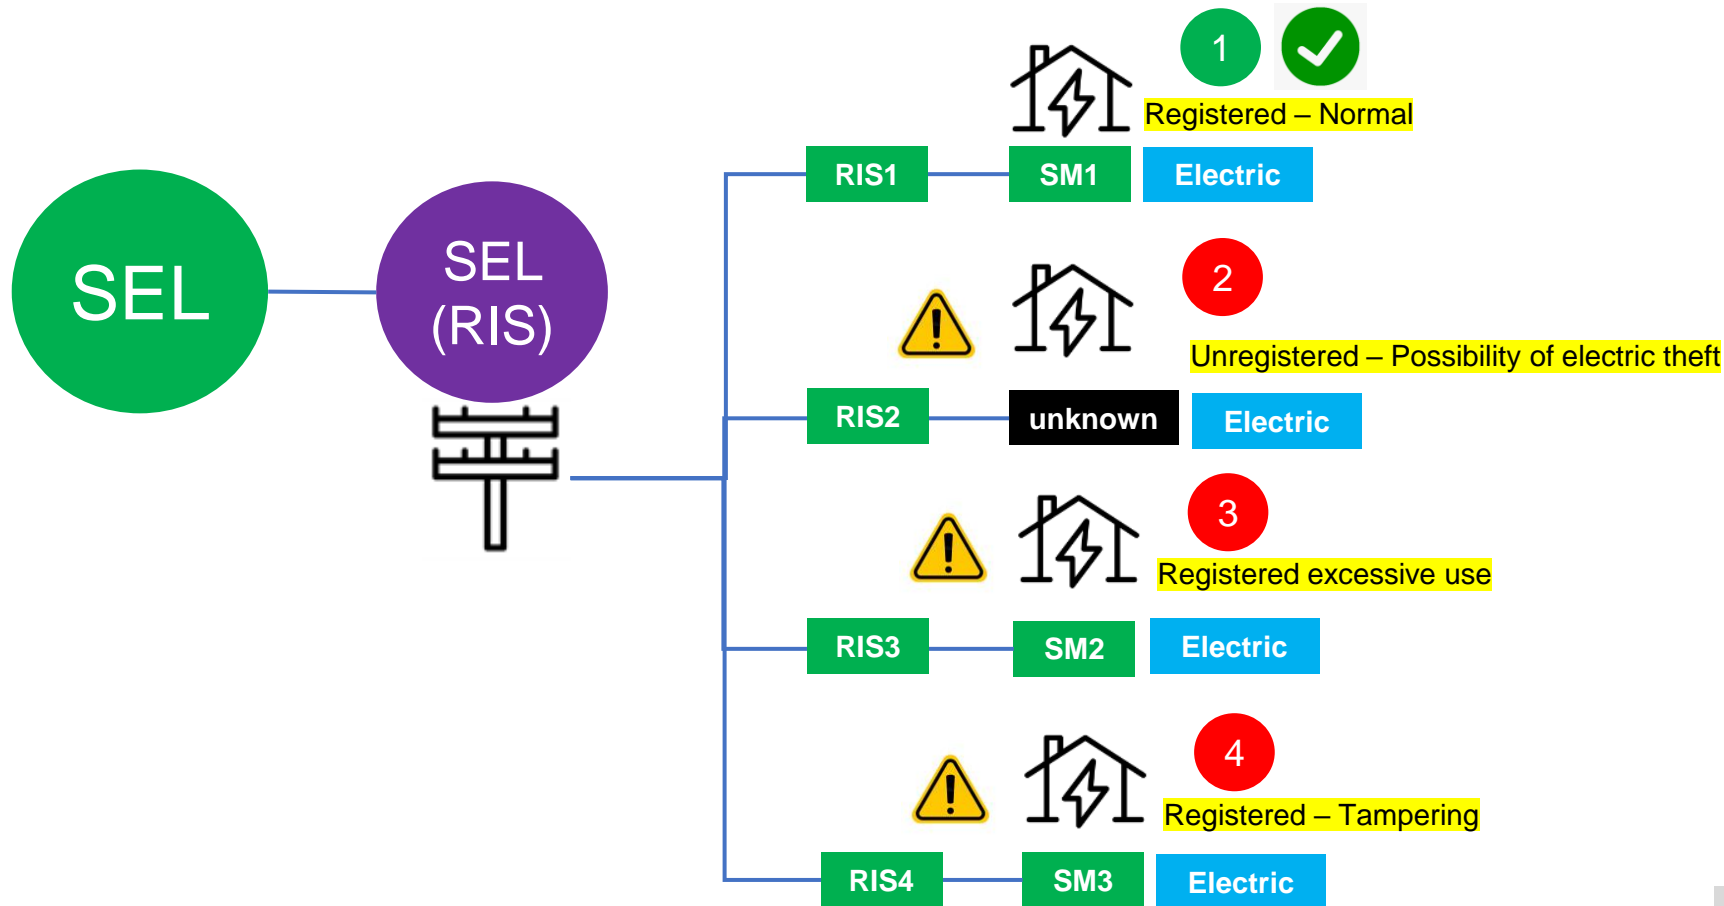 1
Registered – Normal
RIS1
SM1
Electric
SEL
SEL
(RIS)
2
Unregistered – Possibility of electric theft
RIS2
unknown
Electric
3
Registered excessive use
RIS3
SM2
Electric
4
Registered – Tampering
RIS4
SM3
Electric